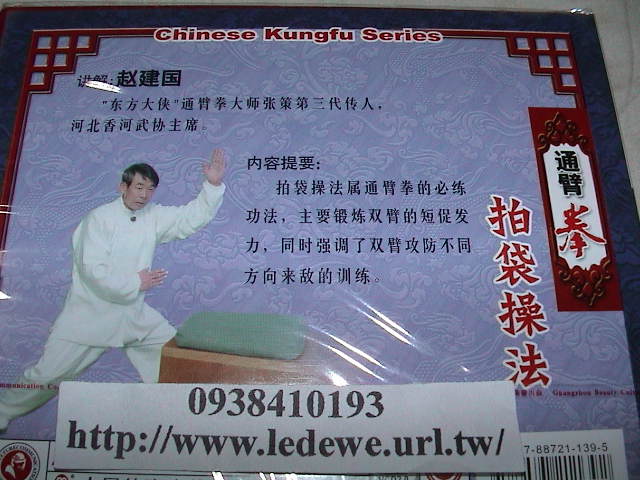 Chinese Kungfu Series
讲解:赵建国
"东方大侠"通臂拳大师张策第三代传人，
河北香河武协主席。
内容提要:
拍袋操法属通臂拳的必练
功法，主要锻炼双臂的短促发
力，同时强调了双臂攻防不同
方向来敌的训练。
通臂拳
拍袋操法
Guangzhou Beauty
0938410193
http://www.ledewe.url.tw/
7-88721-139-5